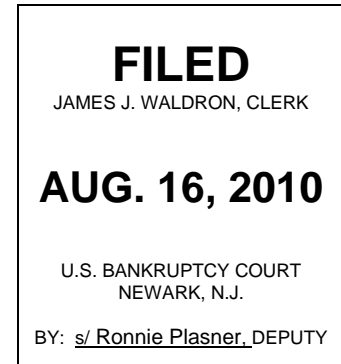 FILED
JAMES J. WALDRON, CLERK
AUG. 16, 2010
U.S. BANKRUPTCY COURT
NEWARK, N.J.
BY: s/ Ronnie Plasner, DEPUTY